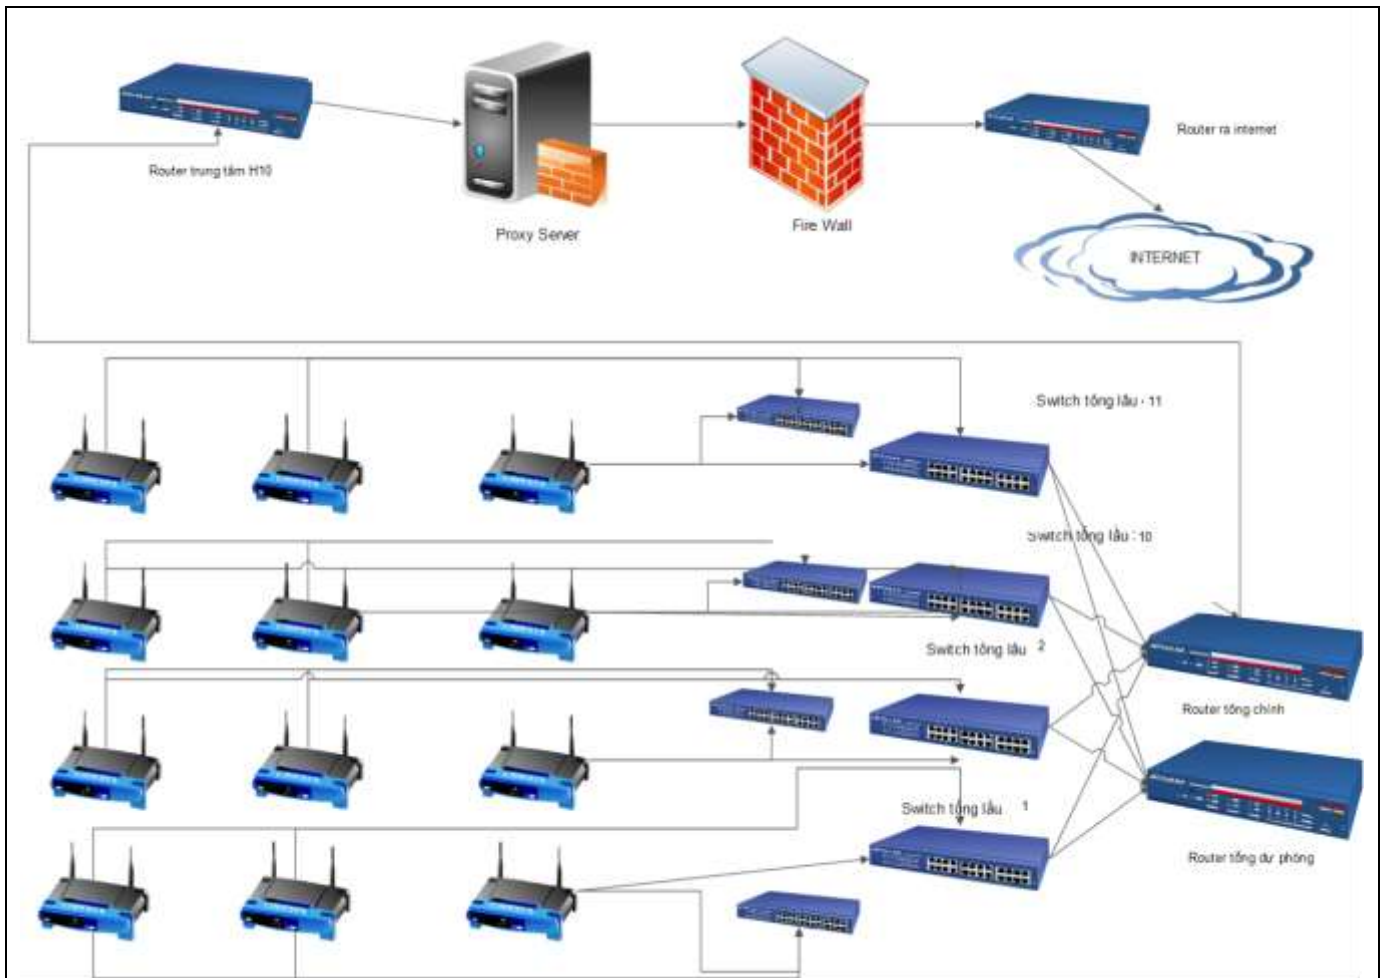 Router trung tâm H10
Proxy Server
Fire Wall
Router ra internet
INTERNET
Switch tổng lầu - 11
Switch tổng lầu : 10
Switch tổng lầu 2
Router tổng chính
Switch tổng lầu 1
Router tổng dự phòng